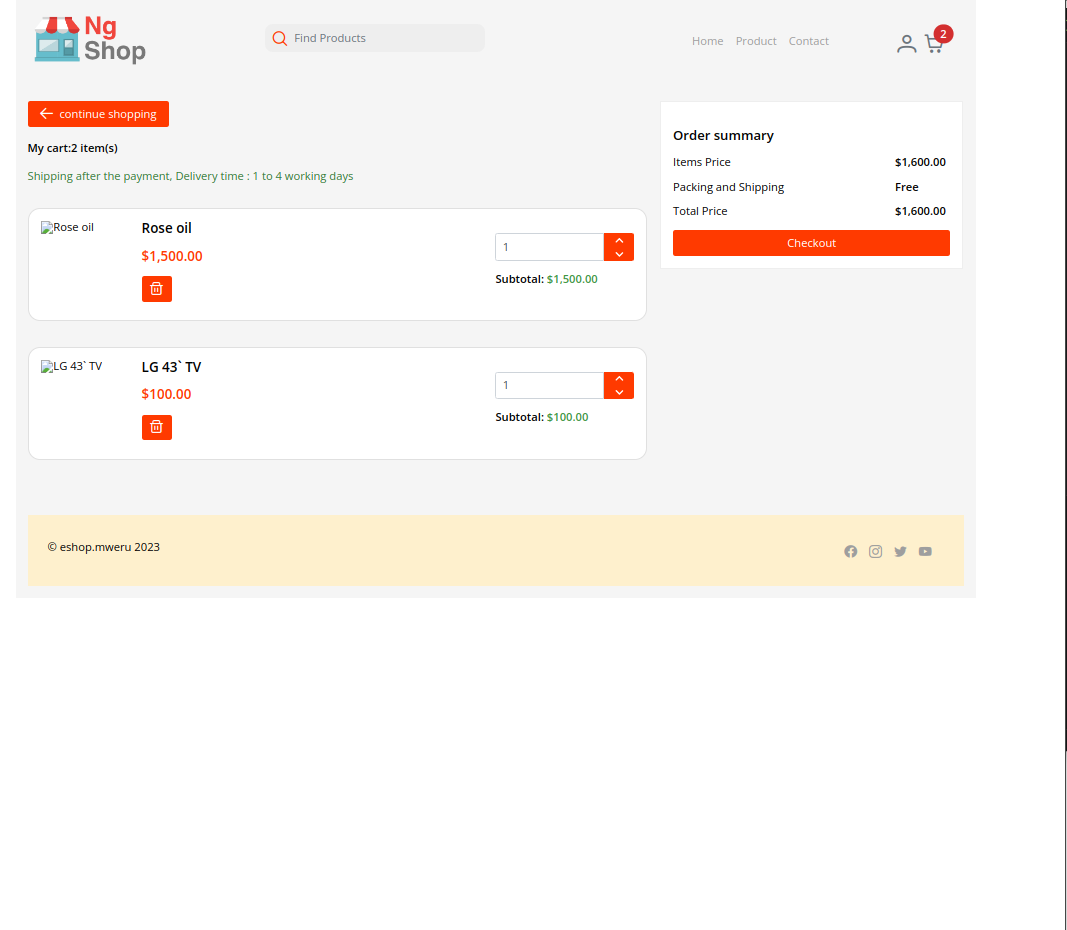 Ng
Shop
Find Products
Home Product Contact
2
continue shopping
My cart:2 item(s)
Shipping after the payment, Delivery time : 1 to 4 working days
Rose oil
Rose oil
$1,500.00
1
Subtotal: $1,500.00
LG 43` TV
LG 43` TV
$100.00
1
Subtotal: $100.00
Order summary
Items Price $1,600.00
Packing and Shipping Free
Total Price $1,600.00
Checkout
© eshop.mweru 2023